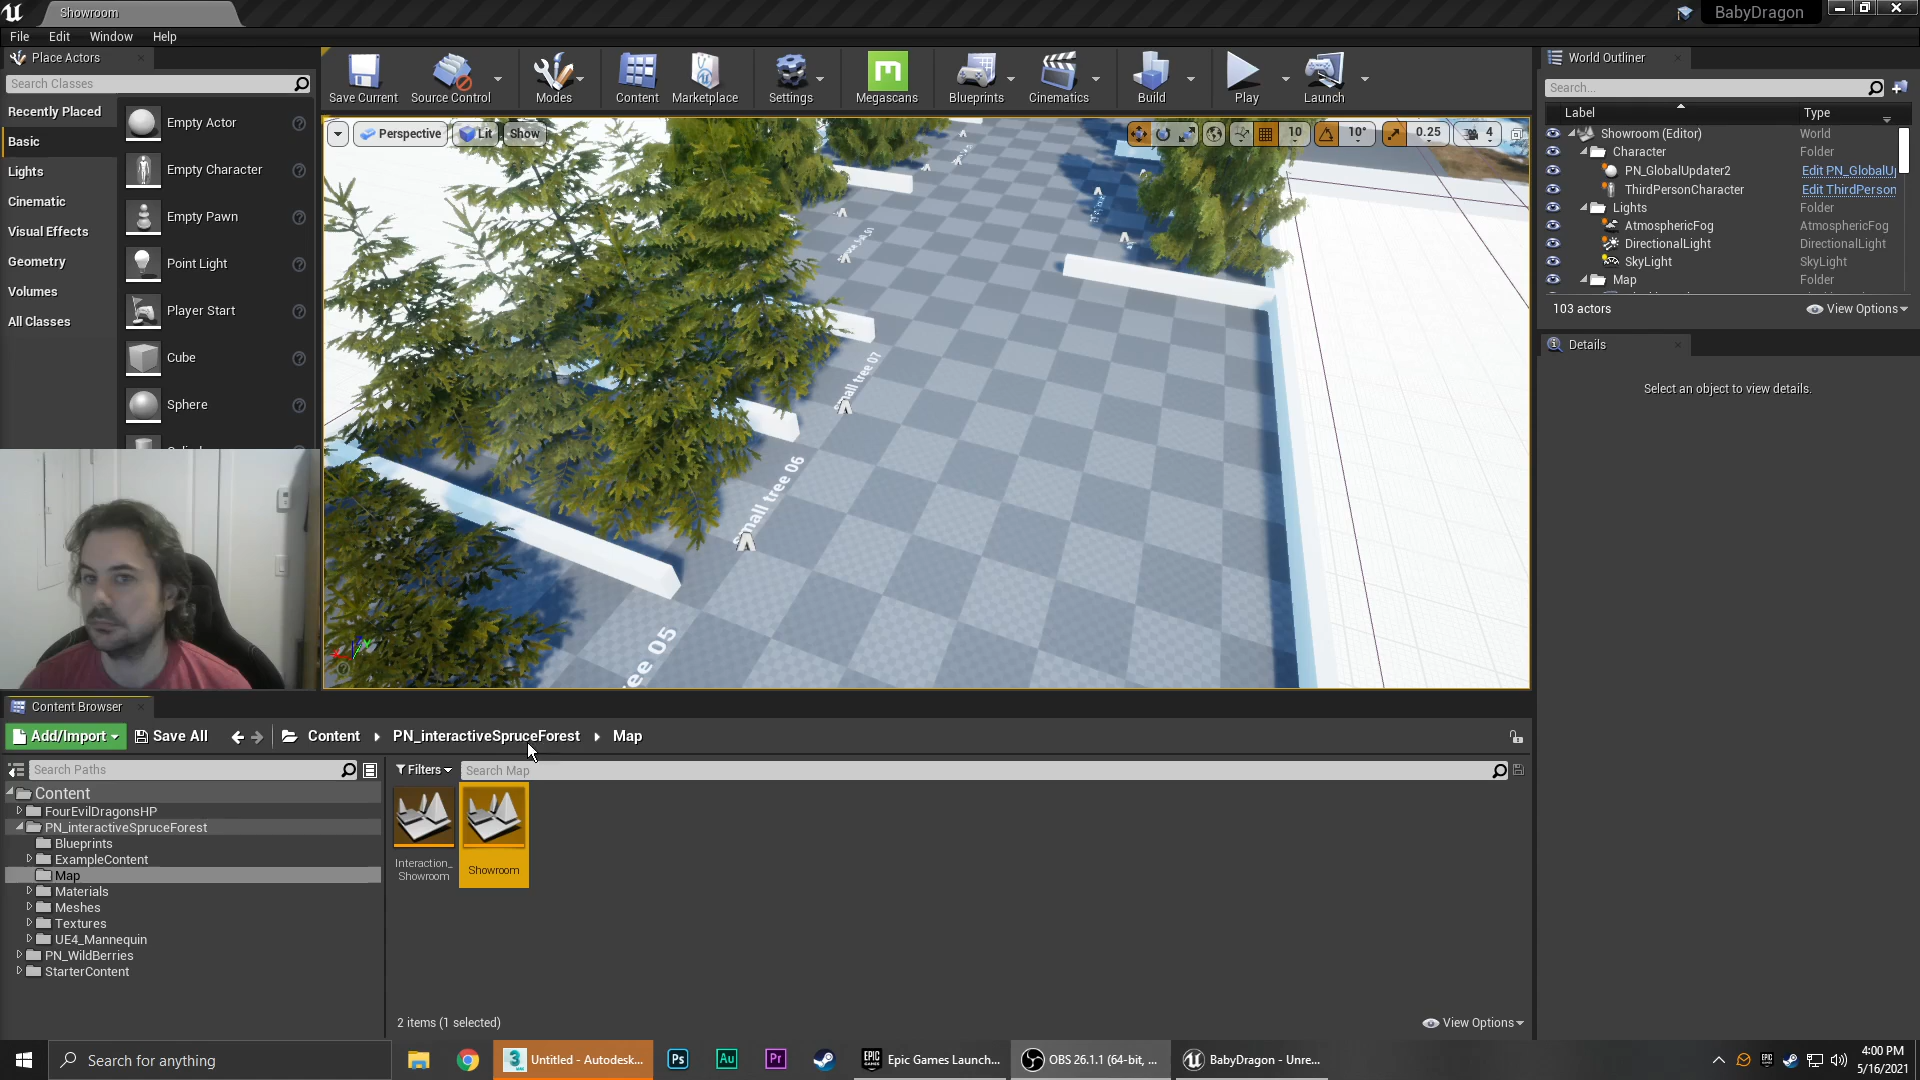 Showroom
BabyDragon
File Edit Window Help
Place Actors
Search Classes
Recently Placed
Basic
Lights
Cinematic
Visual Effects
Geometry
Volumes
All Classes
Empty Actor
Empty Character
Empty Pawn
Point Light
Player Start
Cube
Sphere
Save Current
Source Control
Modes
Content
Marketplace
Settings
Megascans
Blueprints
Cinematics
Build
Play
Launch
Perspective
Lit
Show
10
10°
0.25
4
small tree 07
small tree 06
tree 05
World Outliner
Search...
Label Type
Showroom (Editor) World
Character Folder
PN_GlobalUpdater2 Edit PN_GlobalU
ThirdPersonCharacter Edit ThirdPerson
Lights Folder
AtmosphericFog AtmosphericFog
DirectionalLight DirectionalLight
SkyLight SkyLight
Map Folder
103 actors
View Options
Details
Select an object to view details.
Content Browser
Add/Import Save All Content PN_interactiveSpruceForest Map
Search Paths
Filters Search Map
Content
FourEvilDragonsHP
PN_interactiveSpruceForest
Blueprints
ExampleContent
Map
Materials
Meshes
Textures
UE4_Mannequin
PN_WildBerries
StarterContent
Interaction_
Showroom
Showroom
2 items (1 selected)
View Options
Search for anything
Untitled - Autodesk...
Ps
Au
Pr
Epic Games Launch...
OBS 26.1.1 (64-bit, ...
BabyDragon - Unre...
4:00 PM
5/16/2021